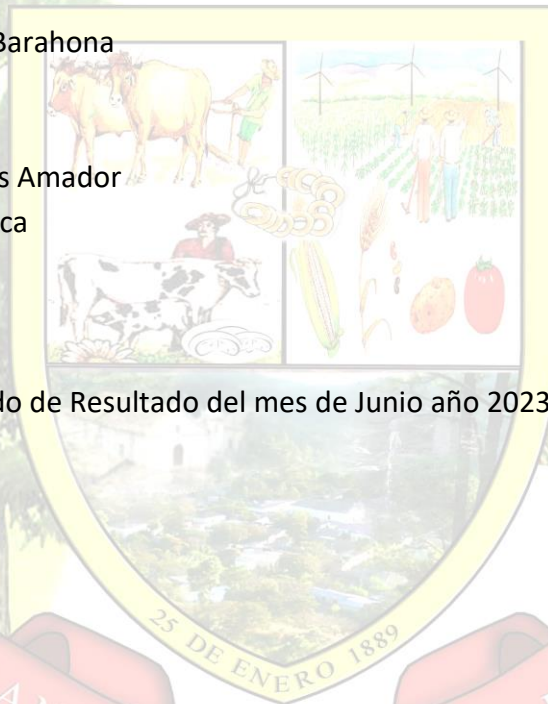 Barahona
s Amador
ca
do de Resultado del mes de Junio año 2023
25 DE ENERO 1889